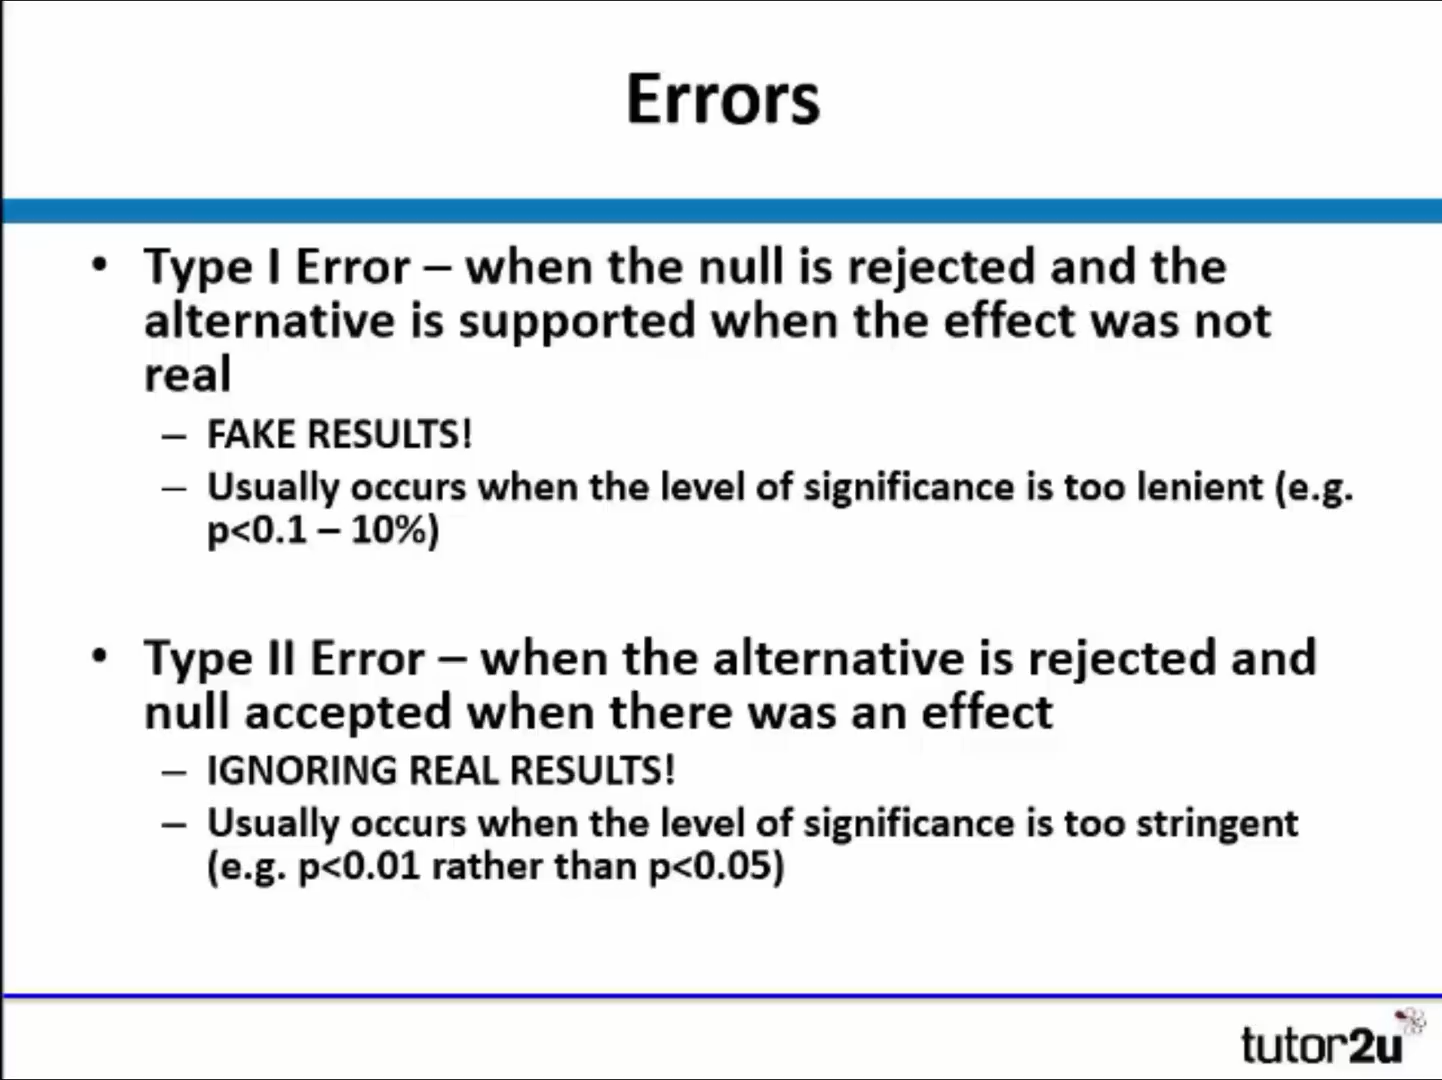 Errors
• Type I Error – when the null is rejected and the
alternative is supported when the effect was not
real
– FAKE RESULTS!
– Usually occurs when the level of significance is too lenient (e.g.
p<0.1 – 10%)
• Type II Error – when the alternative is rejected and
null accepted when there was an effect
– IGNORING REAL RESULTS!
– Usually occurs when the level of significance is too stringent
(e.g. p<0.01 rather than p<0.05)
tutor2u